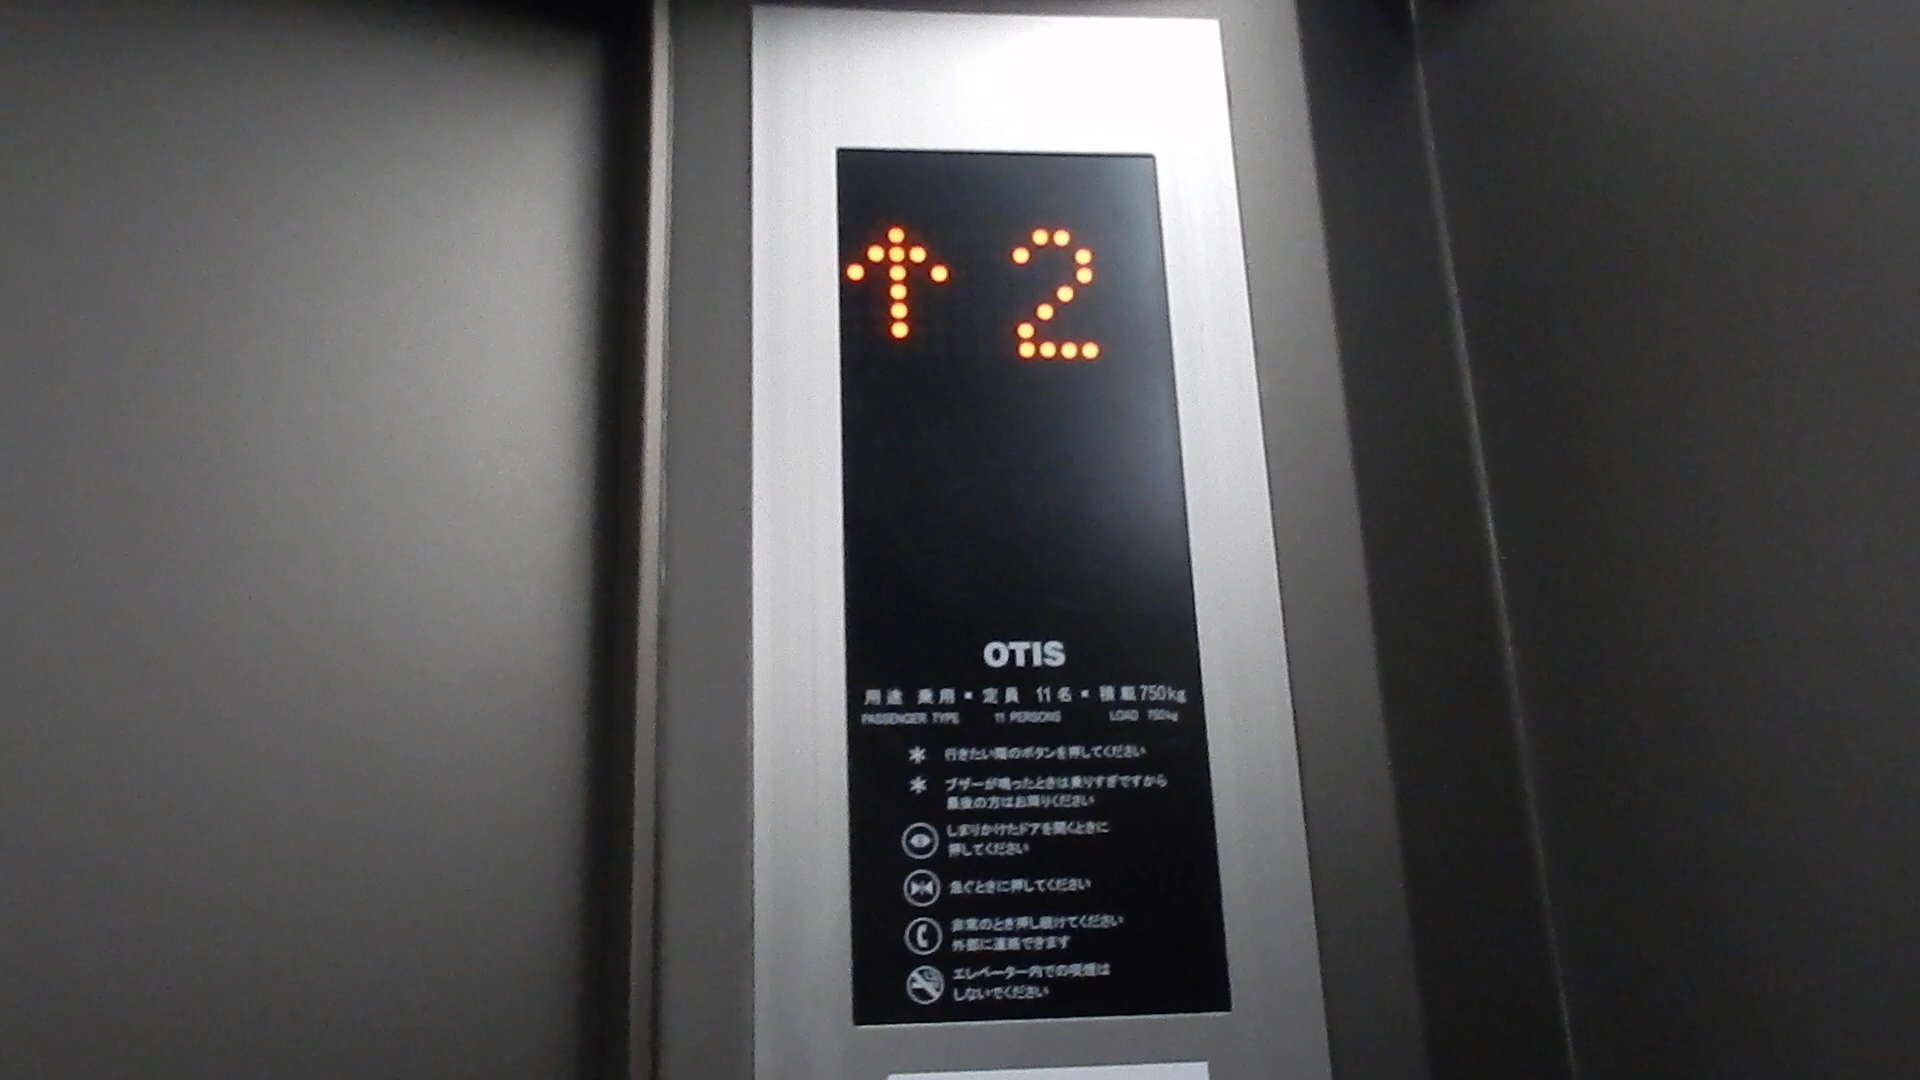 ↑ 2
OTIS
用途 乗用 ▪ 定員 11名 ▪ 積載750kg
PASSENGER TYPE 11 PERSONS LOAD 750kg
* 行きたい階のボタンを押してください
* ブザーが鳴ったときは乗りすぎですから
最後の方はお降りください
しまりかけたドアを開くときに
押してください
急ぐときに押してください
非常のとき押し続けてください
外部に連絡できます
エレベーター内での喫煙は
しないでください